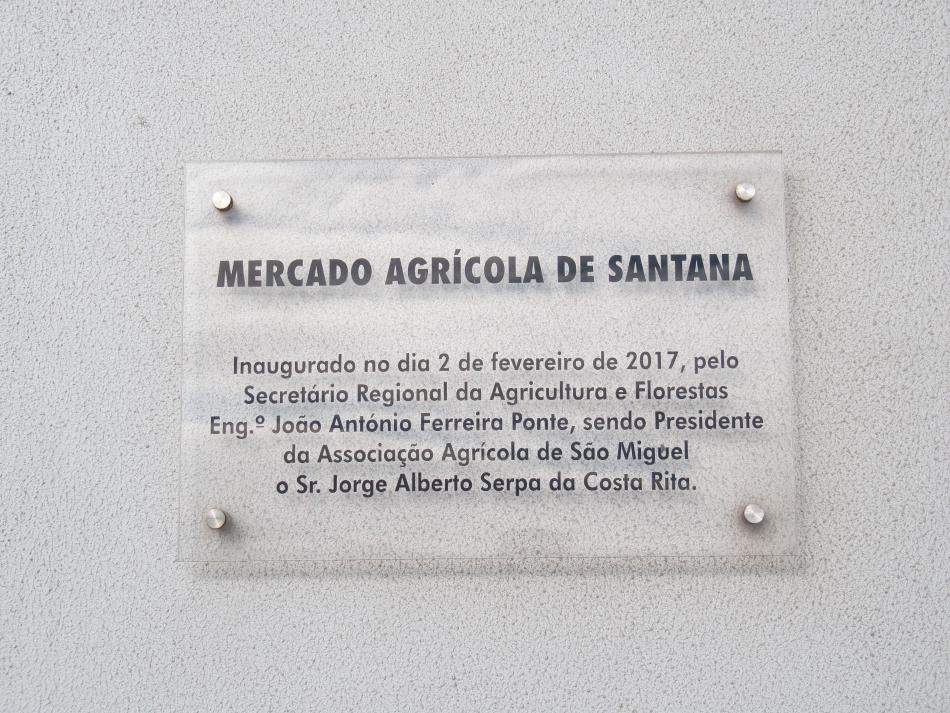 MERCADO AGRÍCOLA DE SANTANA
Inaugurado no dia 2 de fevereiro de 2017, pelo
Secretário Regional da Agricultura e Florestas
Eng.º João António Ferreira Ponte, sendo Presidente
da Associação Agrícola de São Miguel
o Sr. Jorge Alberto Serpa da Costa Rita.